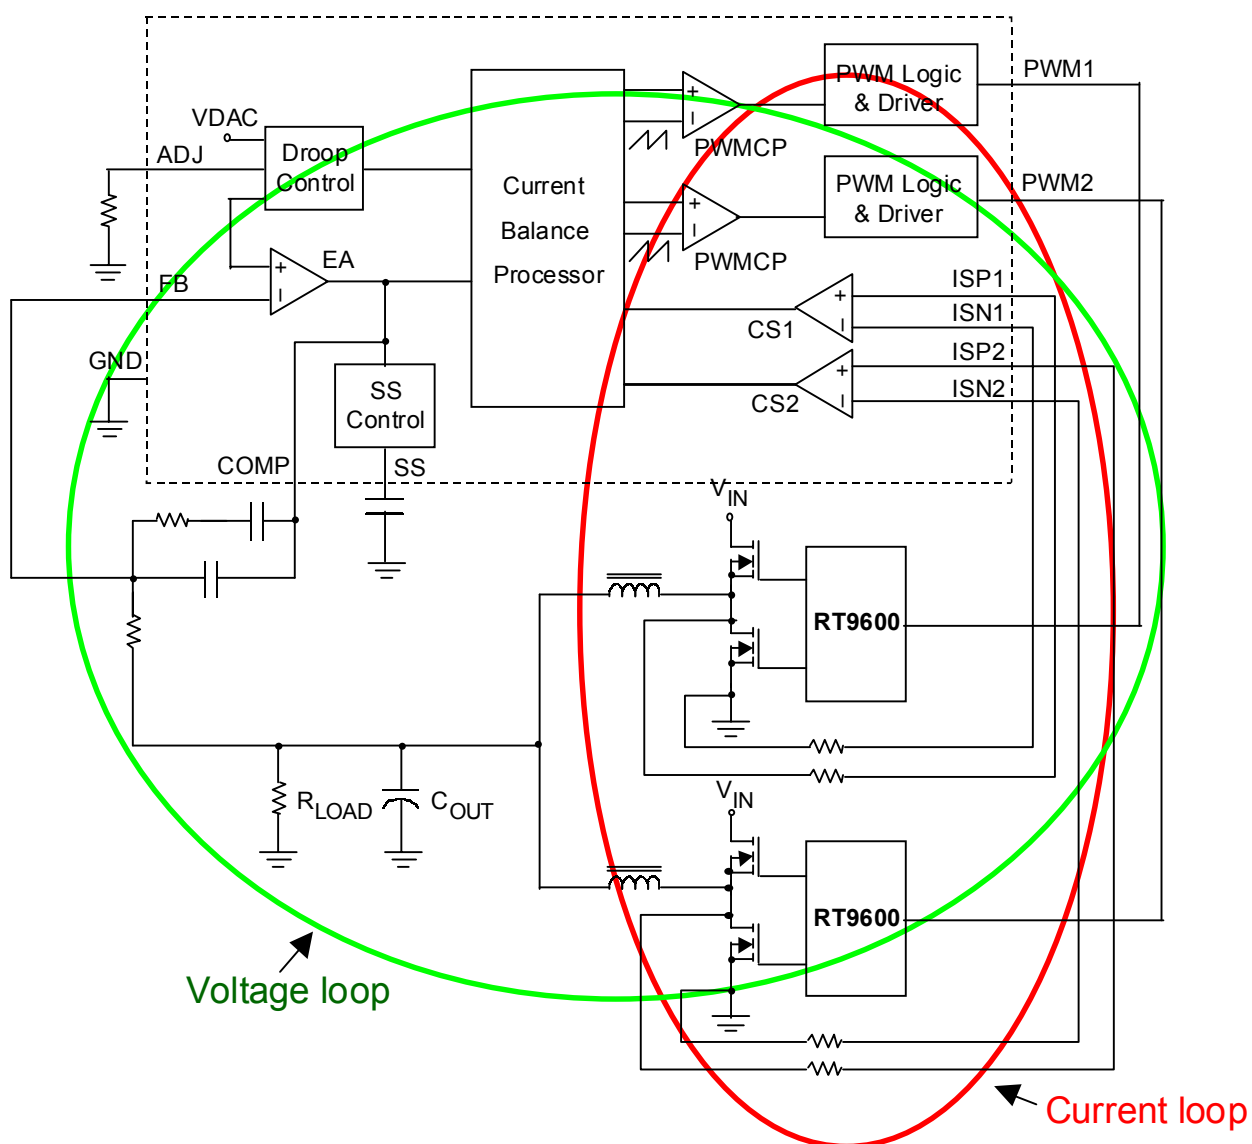 PWM Logic
& Driver
PWM1
VDAC
ADJ
Droop
Control
PWMCP
Current
Balance
Processor
PWM Logic
& Driver
PWM2
PWMCP
EA
FB
ISP1
ISN1
CS1
GND
ISP2
ISN2
CS2
SS
Control
COMP
SS
VIN
RT9600
RLOAD
COUT
VIN
RT9600
Voltage loop
Current loop
+
−
+
−
+
−
+
−
+
−